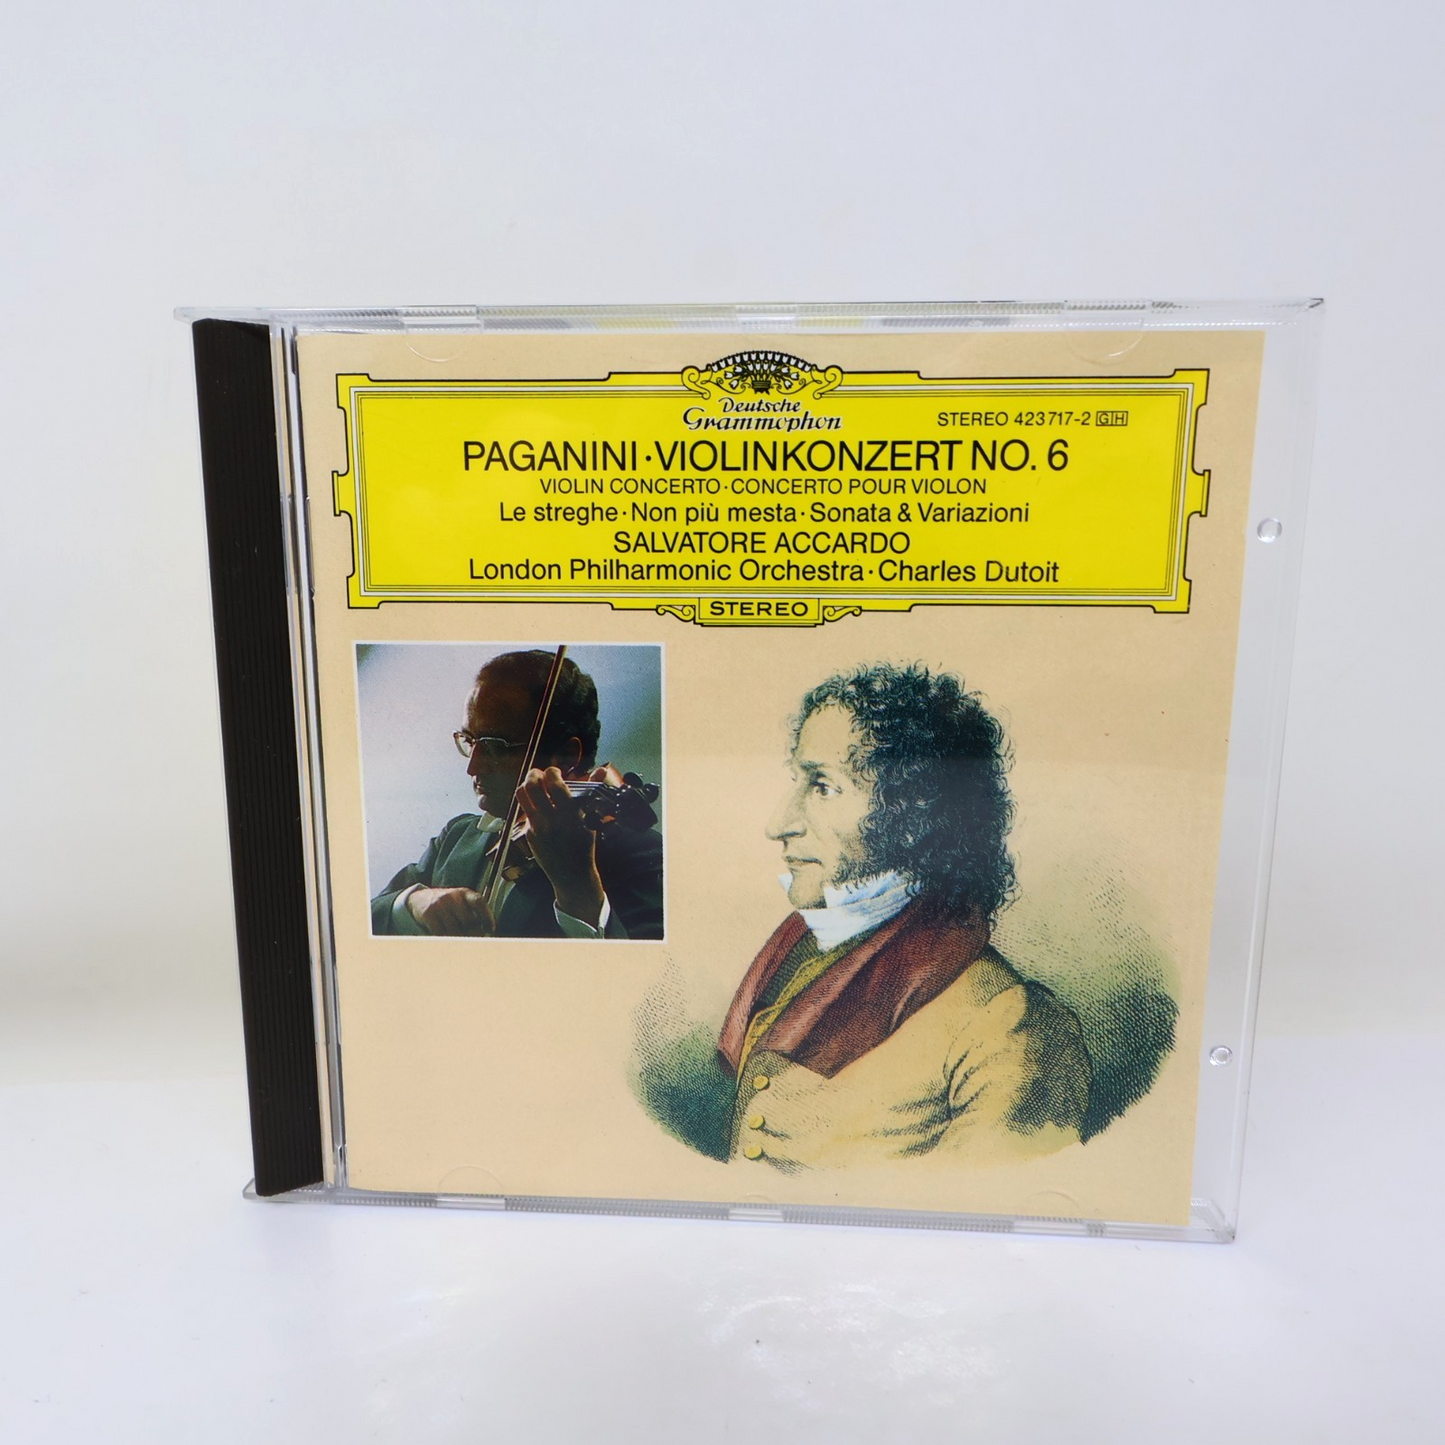 Deutsche
Grammophon
STEREO 423 717-2 GH
PAGANINI·VIOLINKONZERT NO. 6
VIOLIN CONCERTO·CONCERTO POUR VIOLON
Le streghe·Non più mesta·Sonata & Variazioni
SALVATORE ACCARDO
London Philharmonic Orchestra·Charles Dutoit
STEREO